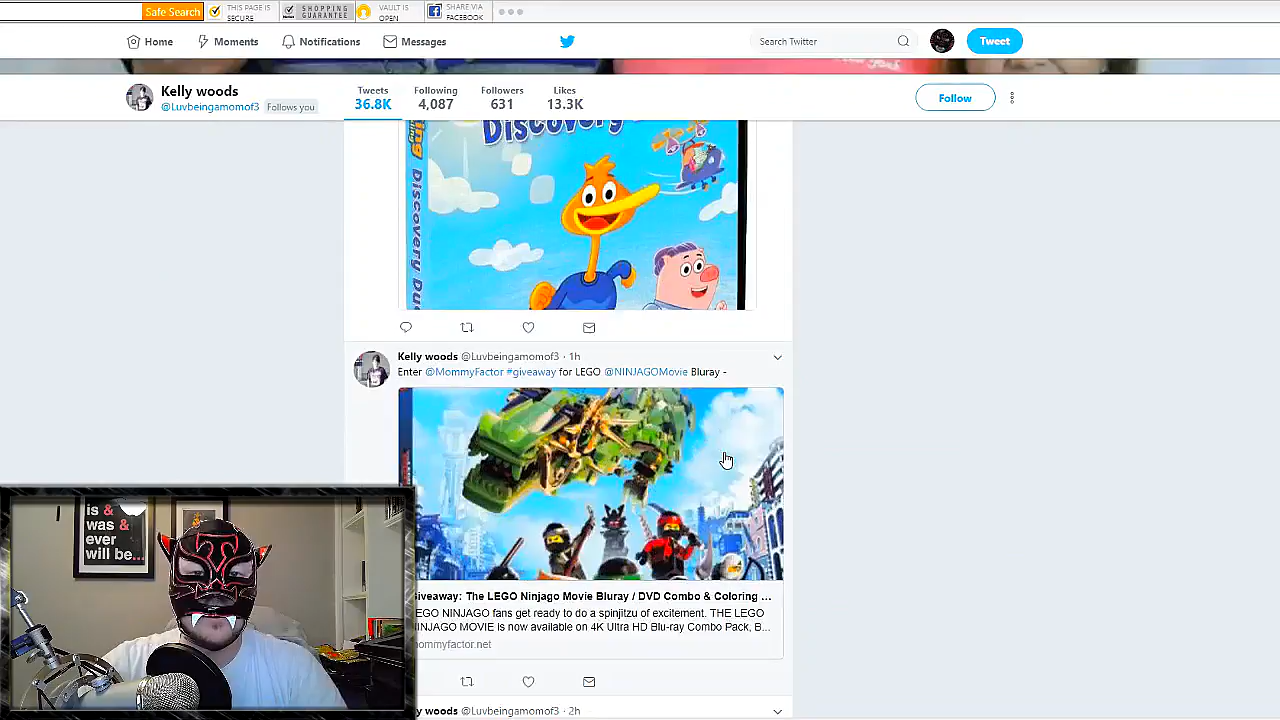 Safe Search
THIS PAGE IS
SECURE
SHOPPING
GUARANTEE
VAULT IS
OPEN
SHARE VIA
FACEBOOK
Home
Moments
Notifications
Messages
Search Twitter
Tweet
Kelly woods
@Luvbeingamomof3 Follows you
Tweets
36.8K
Following
4,087
Followers
631
Likes
13.3K
Follow
Discovery
Discovery Du
Kelly woods @Luvbeingamomof3 · 1h
Enter @MommyFactor #giveaway for LEGO @NINJAGOMovie Bluray -
iveaway: The LEGO Ninjago Movie Bluray / DVD Combo & Coloring ...
EGO NINJAGO fans get ready to do a spinjitzu of excitement. THE LEGO
INJAGO MOVIE is now available on 4K Ultra HD Blu-ray Combo Pack, B...
ommyfactor.net
lly woods @Luvbeingamomof3 · 2h
is &
was &
ever
will be...